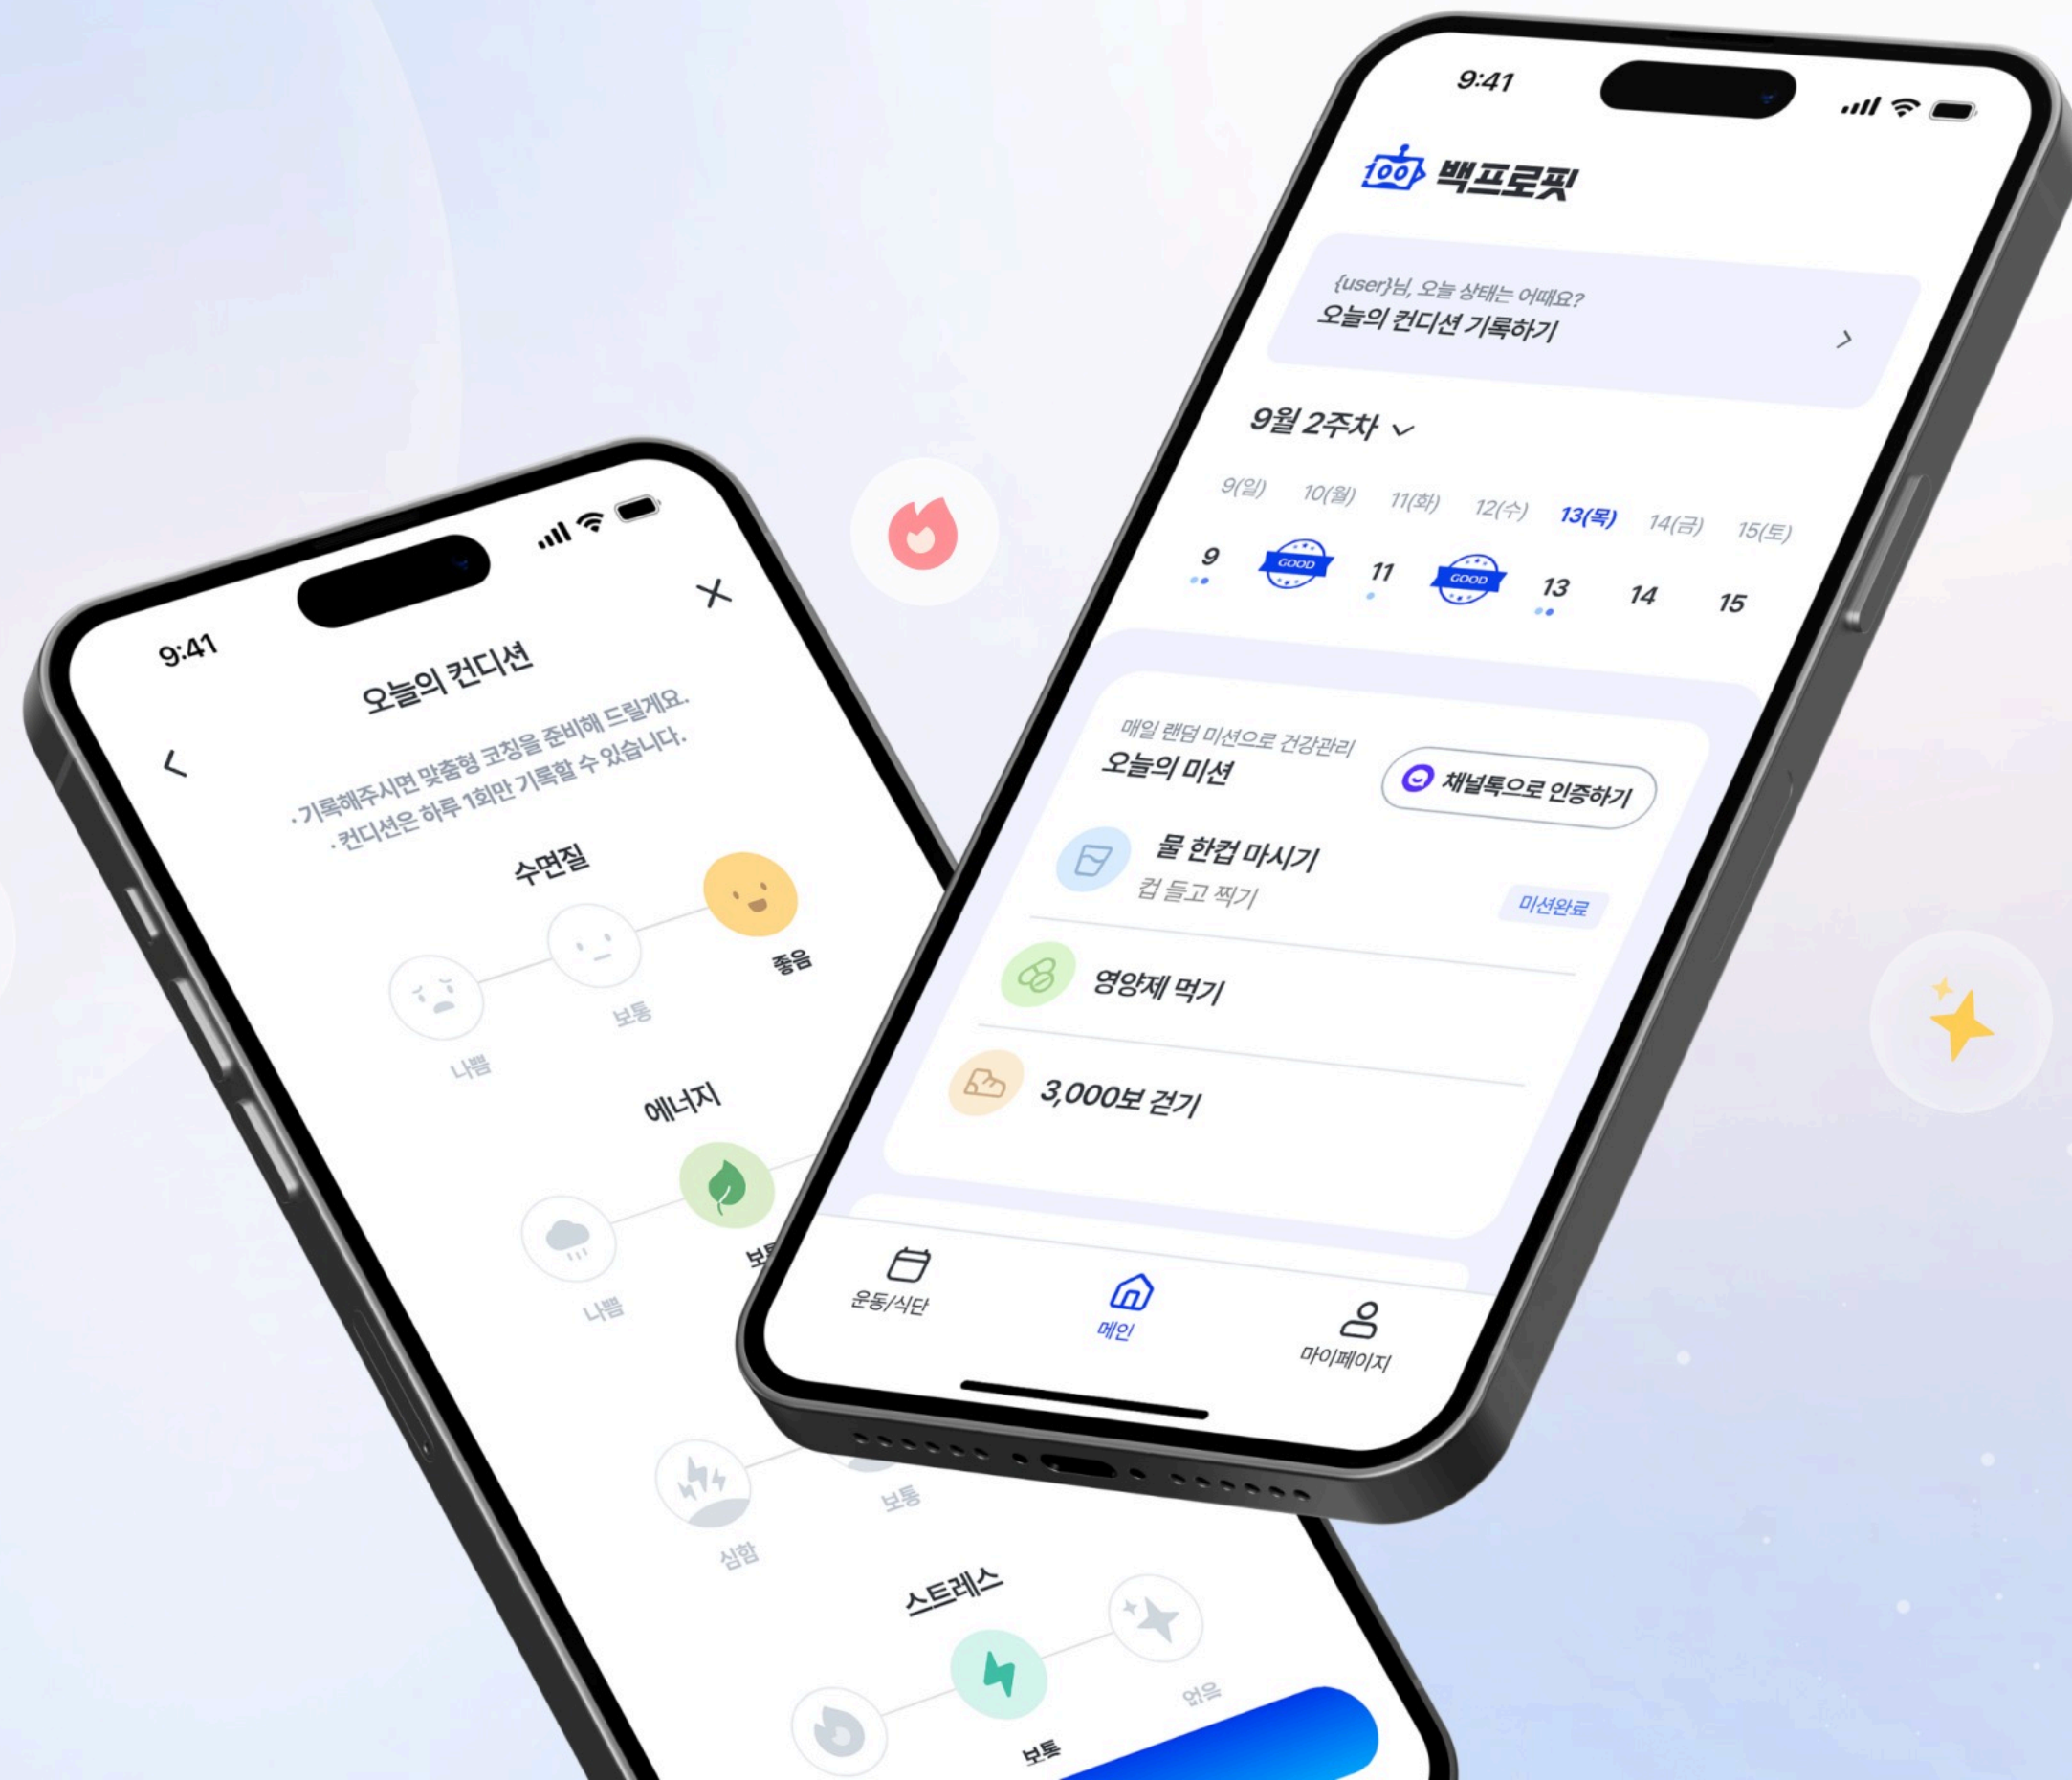 9:41
오늘의 컨디션
· 기록해주시면 맞춤형 코칭을 준비해 드릴게요.
· 컨디션은 하루 1회만 기록할 수 있습니다.
수면질
나쁨
보통
좋음
에너지
나쁨
심함
보통
스트레스
보통
없음
9:41
100 백프로핏
{user}님, 오늘 상태는 어때요?
오늘의 컨디션 기록하기
9월 2주차
9(일) 10(월) 11(화) 12(수) 13(목) 14(금) 15(토)
9 GOOD 11 GOOD 13 14 15
매일 랜덤 미션으로 건강관리
오늘의 미션
채널톡으로 인증하기
물 한컵 마시기
컵 들고 찍기
미션완료
영양제 먹기
3,000보 걷기
운동/식단
메인
마이페이지